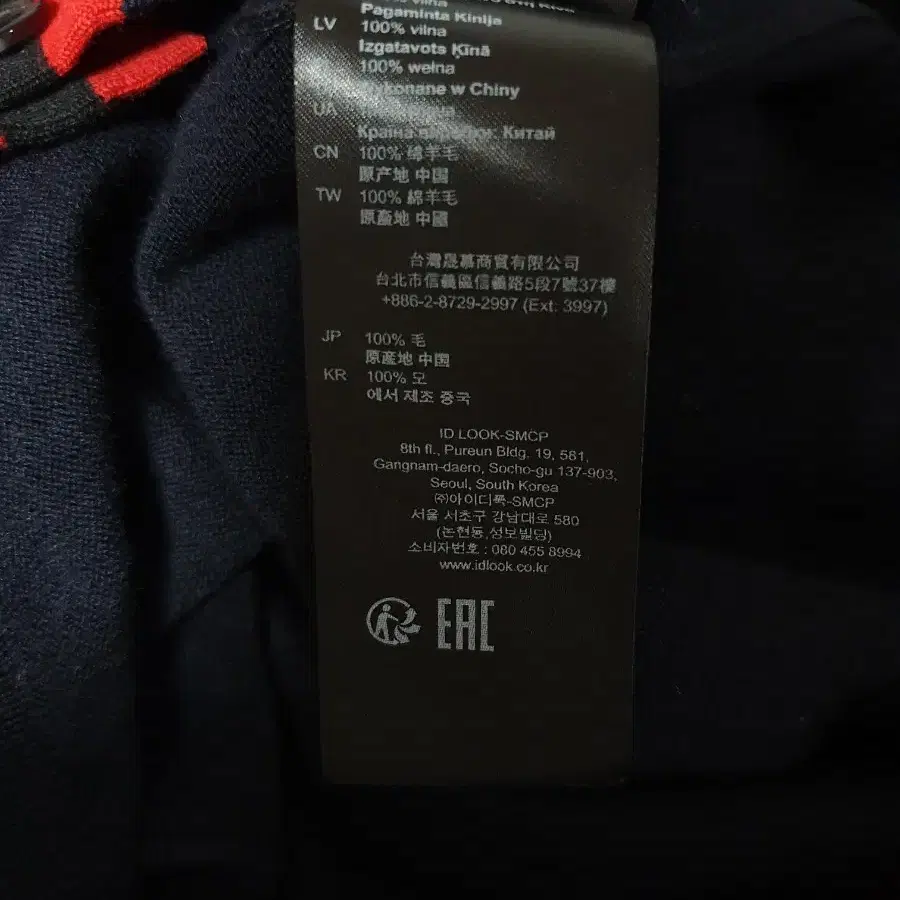 Pagaminta Kinija
LV 100% vilna
Izgatavots Ķīnā
100% wełna
Wykonane w Chiny
UA
Країна Китай
CN 100% 绵羊毛
原产地 中国
TW 100% 綿羊毛
原產地 中國
台灣晟慕商貿有限公司
台北市信義區信義路5段7號37樓
+886-2-8729-2997 (Ext: 3997)
JP 100% 毛
原産地 中国
KR 100% 모
에서 제조 중국
ID LOOK-SMCP
8th fl., Pureun Bldg. 19, 581,
Gangnam-daero, Socho-gu 137-903,
Seoul, South Korea
㈜아이디룩-SMCP
서울 서초구 강남대로 580
(논현동,성보빌딩)
소비자번호 : 080 455 8994
www.idlook.co.kr
EAC